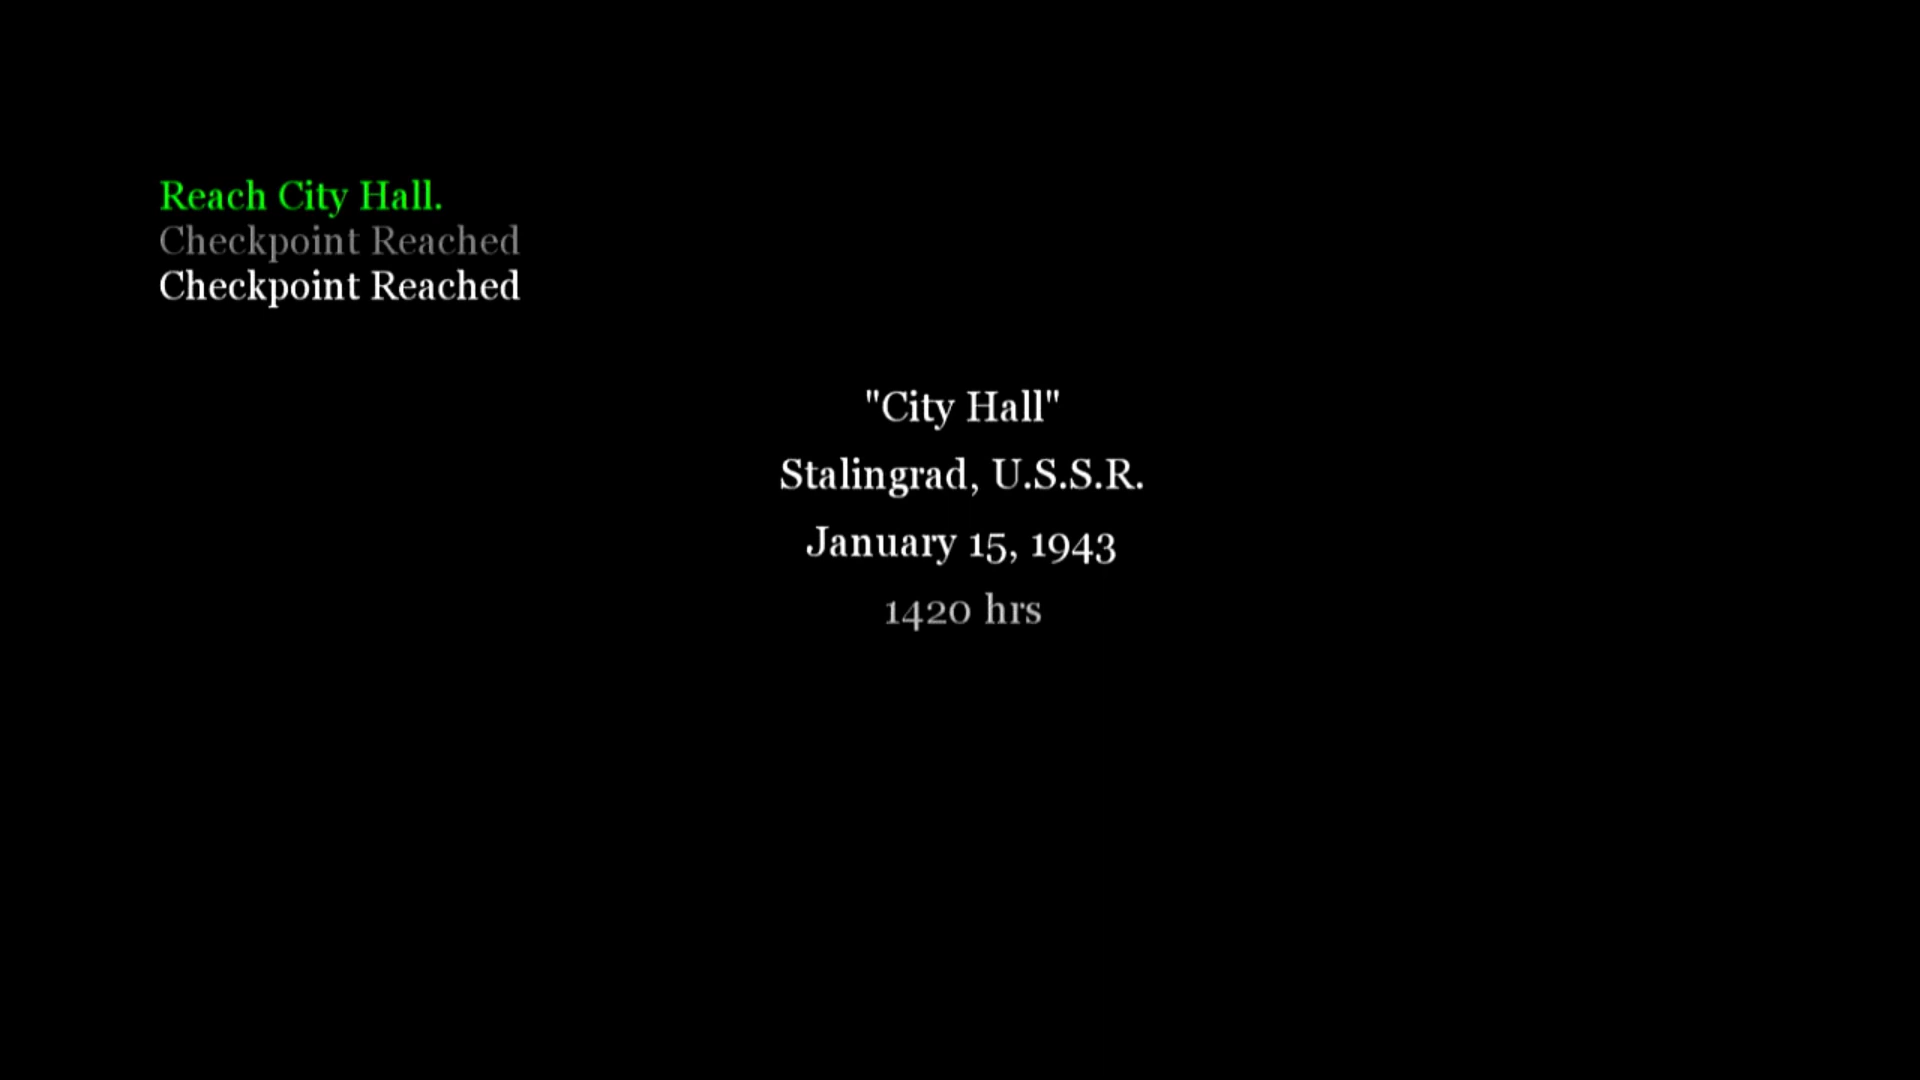 Reach City Hall.
Checkpoint Reached
Checkpoint Reached
"City Hall"
Stalingrad, U.S.S.R.
January 15, 1943
1420 hrs